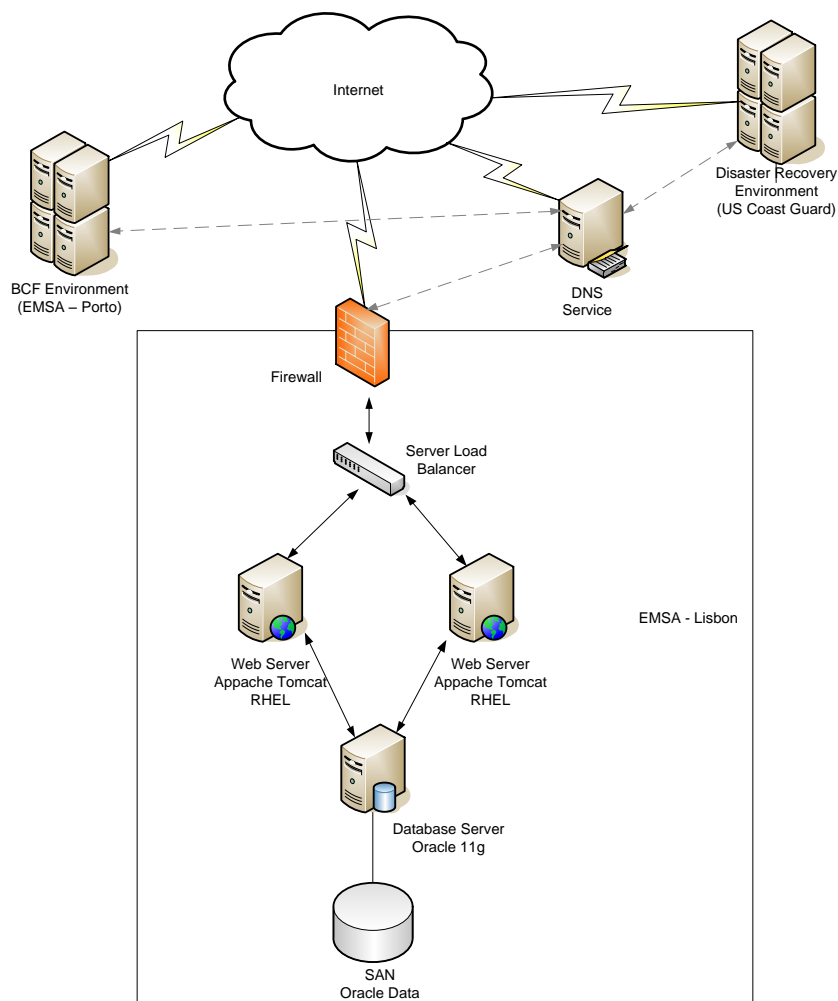 Internet
Disaster Recovery
Environment
(US Coast Guard)
BCF Environment
(EMSA – Porto)
DNS
Service
Firewall
Server Load
Balancer
EMSA - Lisbon
Web Server
Appache Tomcat
RHEL
Web Server
Appache Tomcat
RHEL
Database Server
Oracle 11g
SAN
Oracle Data